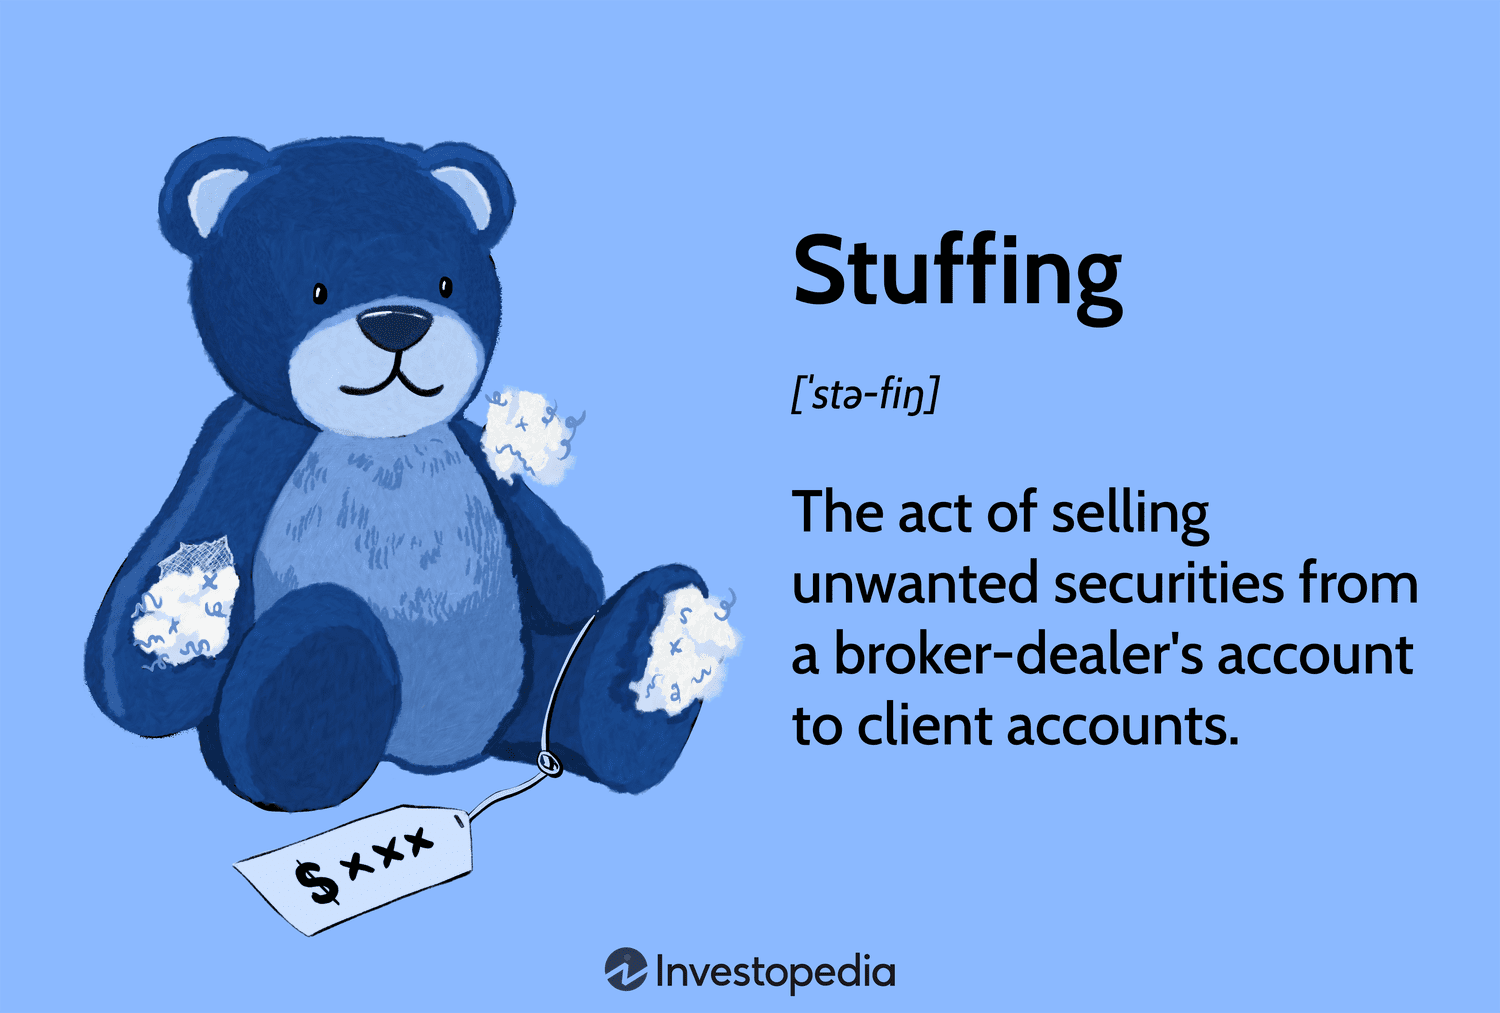 Stuffing
[ˈstə-fiŋ]
The act of selling
unwanted securities from
a broker-dealer's account
to client accounts.
$xxx
Investopedia